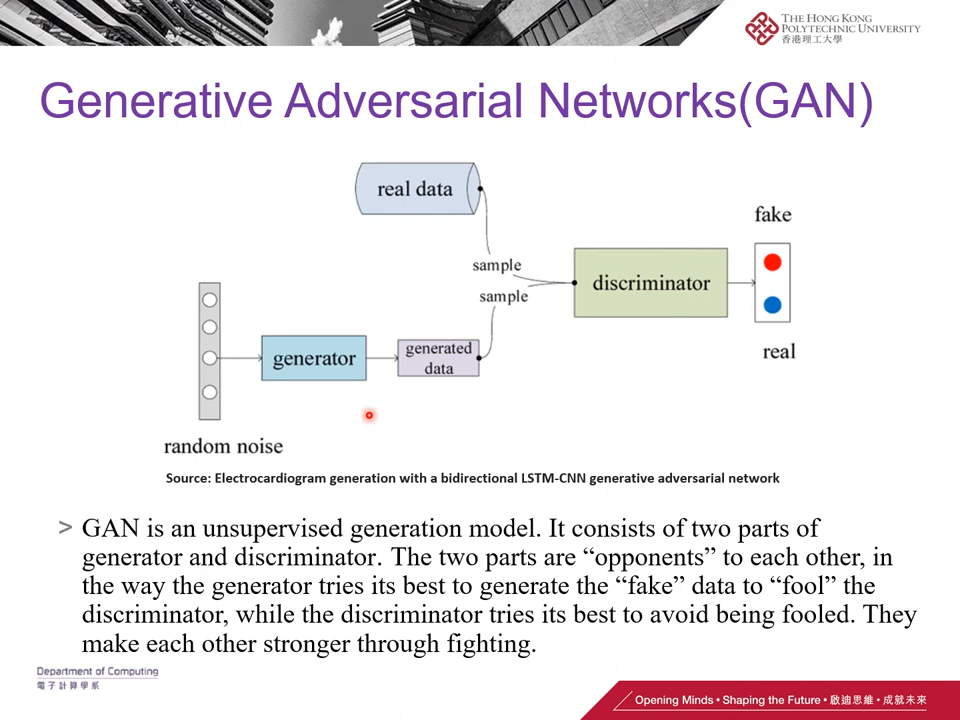 THE HONG KONG
POLYTECHNIC UNIVERSITY
香港理工大學
Generative Adversarial Networks(GAN)
real data
fake
sample
discriminator
sample
generated
data
generator
real
random noise
Source: Electrocardiogram generation with a bidirectional LSTM-CNN generative adversarial network
> GAN is an unsupervised generation model. It consists of two parts of
generator and discriminator. The two parts are “opponents” to each other, in
the way the generator tries its best to generate the “fake” data to “fool” the
discriminator, while the discriminator tries its best to avoid being fooled. They
make each other stronger through fighting.
Department of Computing
電子計算學系
Opening Minds • Shaping the Future • 啟迪思維 • 成就未來